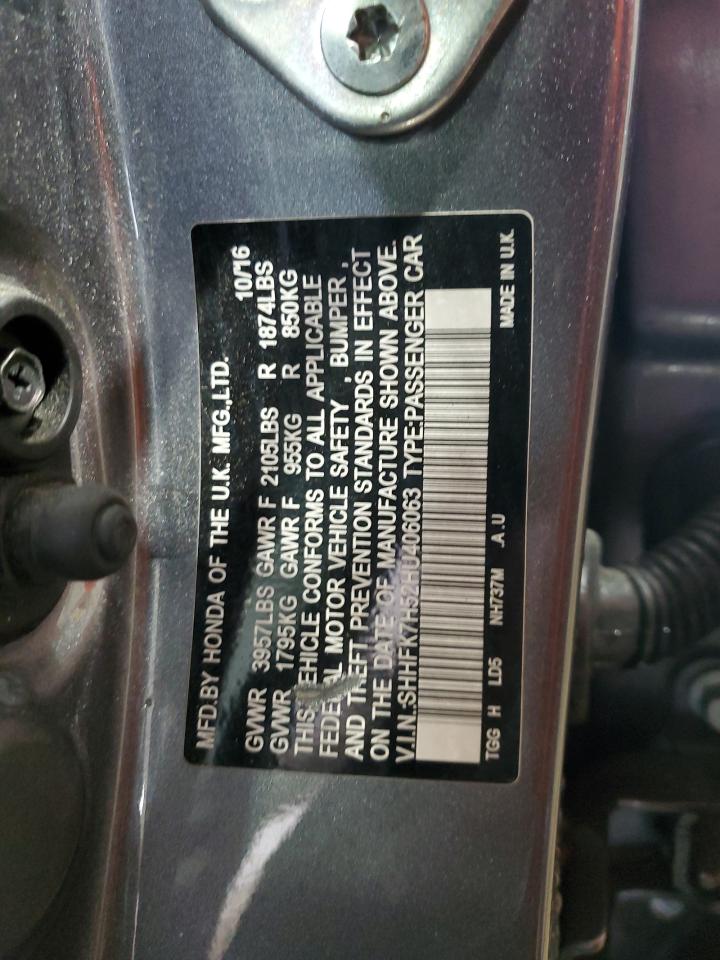 MFD.BY HONDA OF THE U.K. MFG.,LTD. 10/16
GVWR 3957LBS GAWR F 2105LBS R 1874LBS
GVWR 1795KG GAWR F 955KG R 850KG
THIS VEHICLE CONFORMS TO ALL APPLICABLE
FEDERAL MOTOR VEHICLE SAFETY , BUMPER ,
AND THEFT PREVENTION STANDARDS IN EFFECT
ON THE DATE OF MANUFACTURE SHOWN ABOVE.
V.I.N.:SHHFK7H52HU406063 TYPE:PASSENGER CAR
TGG H LD5 NH737M .A.U MADE IN U.K.